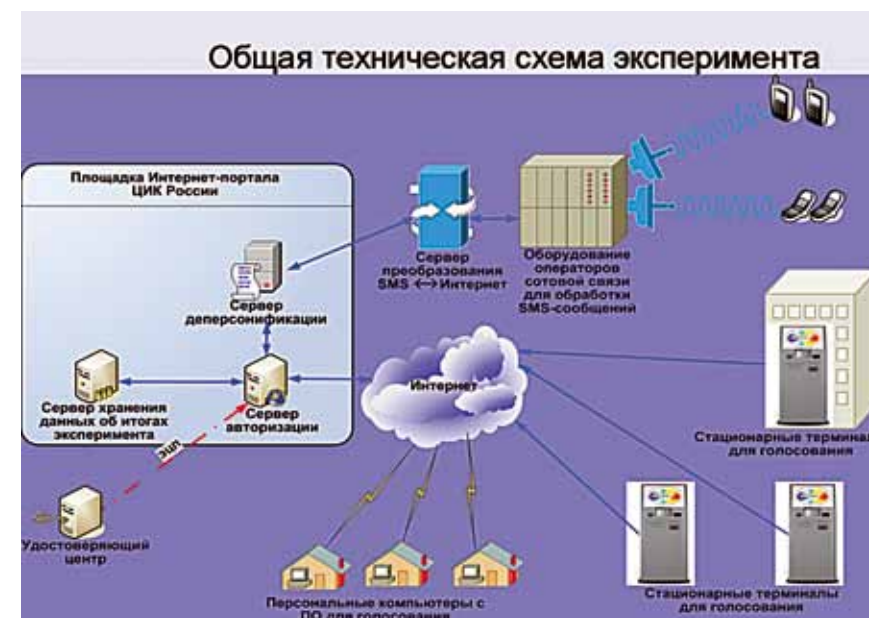 Общая техническая схема эксперимента
Площадка Интернет-портала
ЦИК России
Сервер
преобразования
SMS <--> Интернет
Оборудование
операторов
сотовой связи
для обработки
SMS-сообщений
Сервер
деперсонификации
Интернет
Сервер хранения
данных об итогах
эксперимента
Сервер
авторизации
ЭЦП
Стационарные терминал
для голосования
Удостоверяющий
центр
Персональные компьютеры с
ПО для голосования
Стационарные терминалы
для голосования